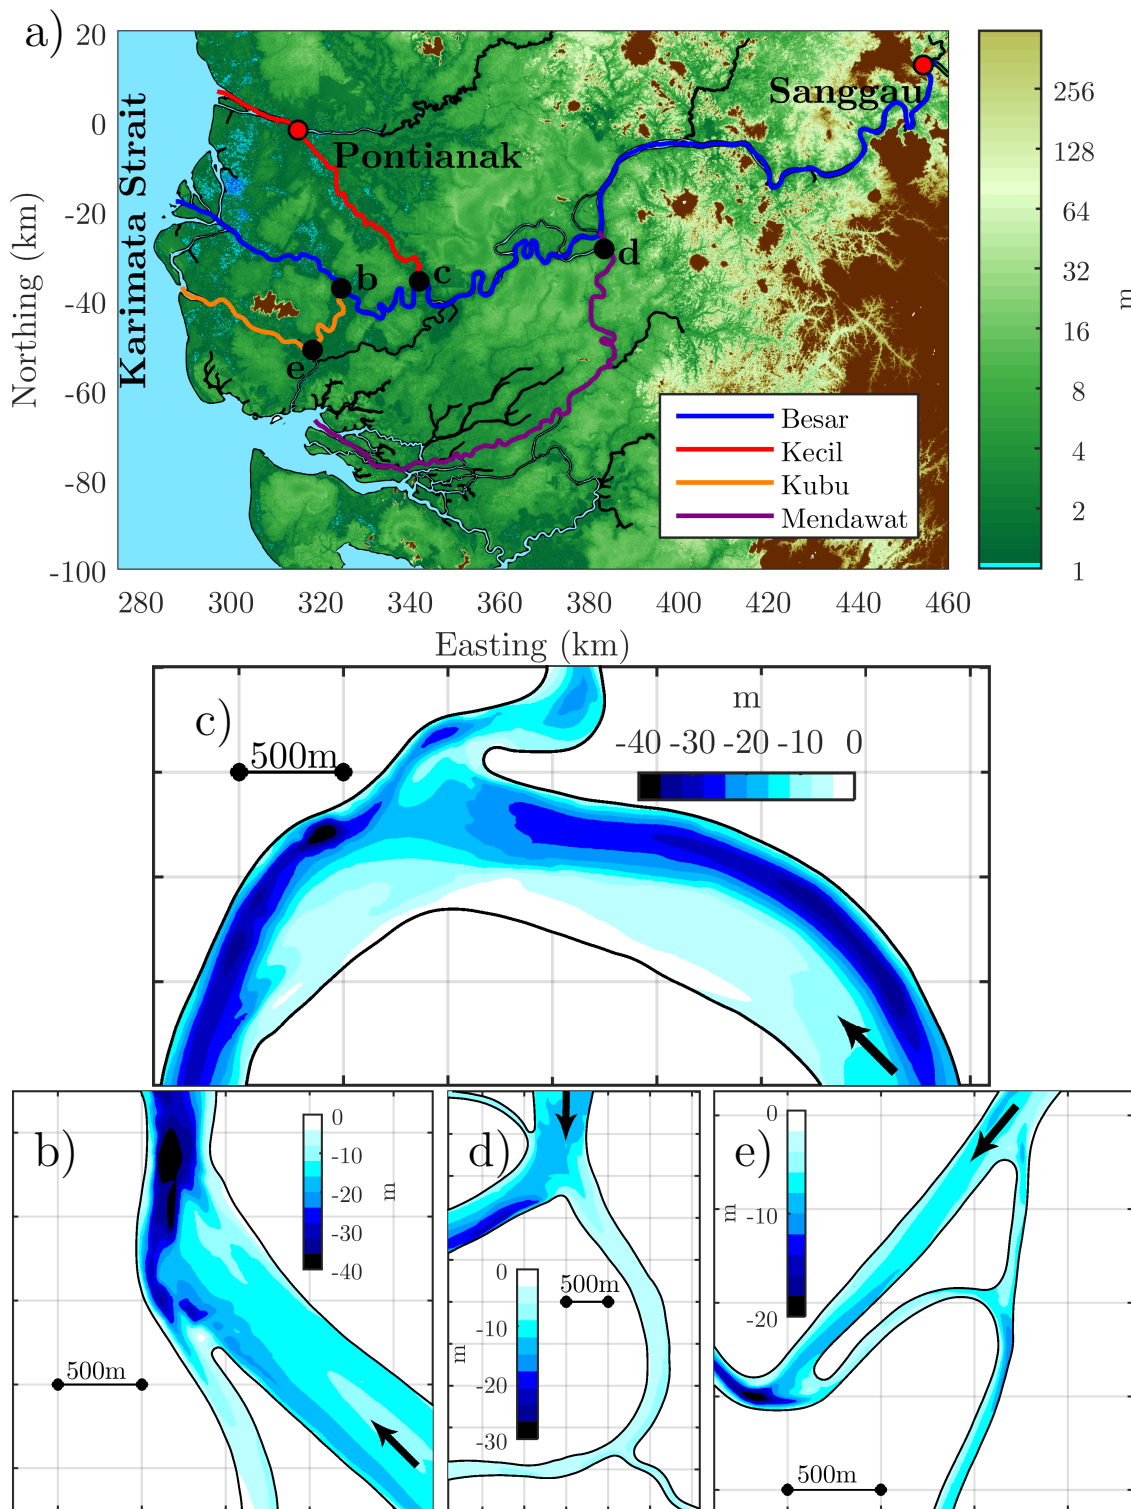 a)
20
0
-20
-40
-60
-80
-100
Northing (km)
Karimata Strait
Pontianak
Sanggau
b
c
d
e
Besar
Kecil
Kubu
Mendawat
256
128
64
32
16
8
4
2
1
m
280 300 320 340 360 380 400 420 440 460
Easting (km)
c)
500m
m
-40 -30 -20 -10 0
b)
0
-10
-20
-30
-40
m
500m
d)
500m
0
-10
-20
-30
m
e)
0
-10
-20
m
500m